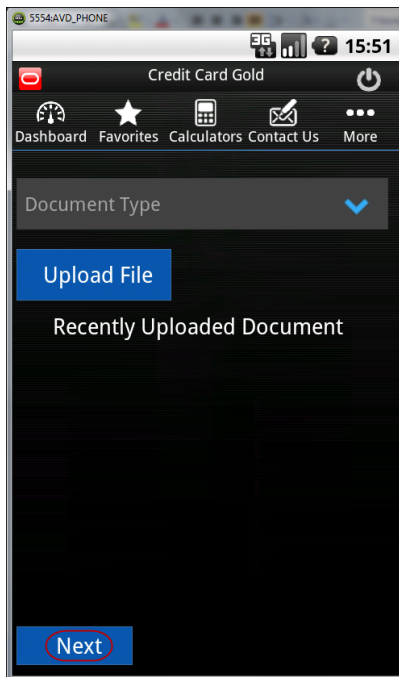 5554:AVD_PHONE
3G ? 15:51
Credit Card Gold
Dashboard Favorites Calculators Contact Us More
Document Type
Upload File
Recently Uploaded Document
Next